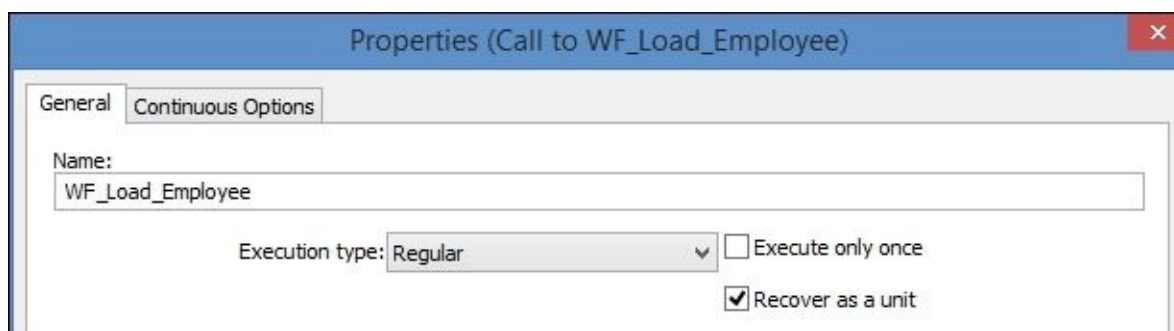 Properties (Call to WF_Load_Employee)
General Continuous Options
Name:
WF_Load_Employee
Execution type: Regular Execute only once
Recover as a unit